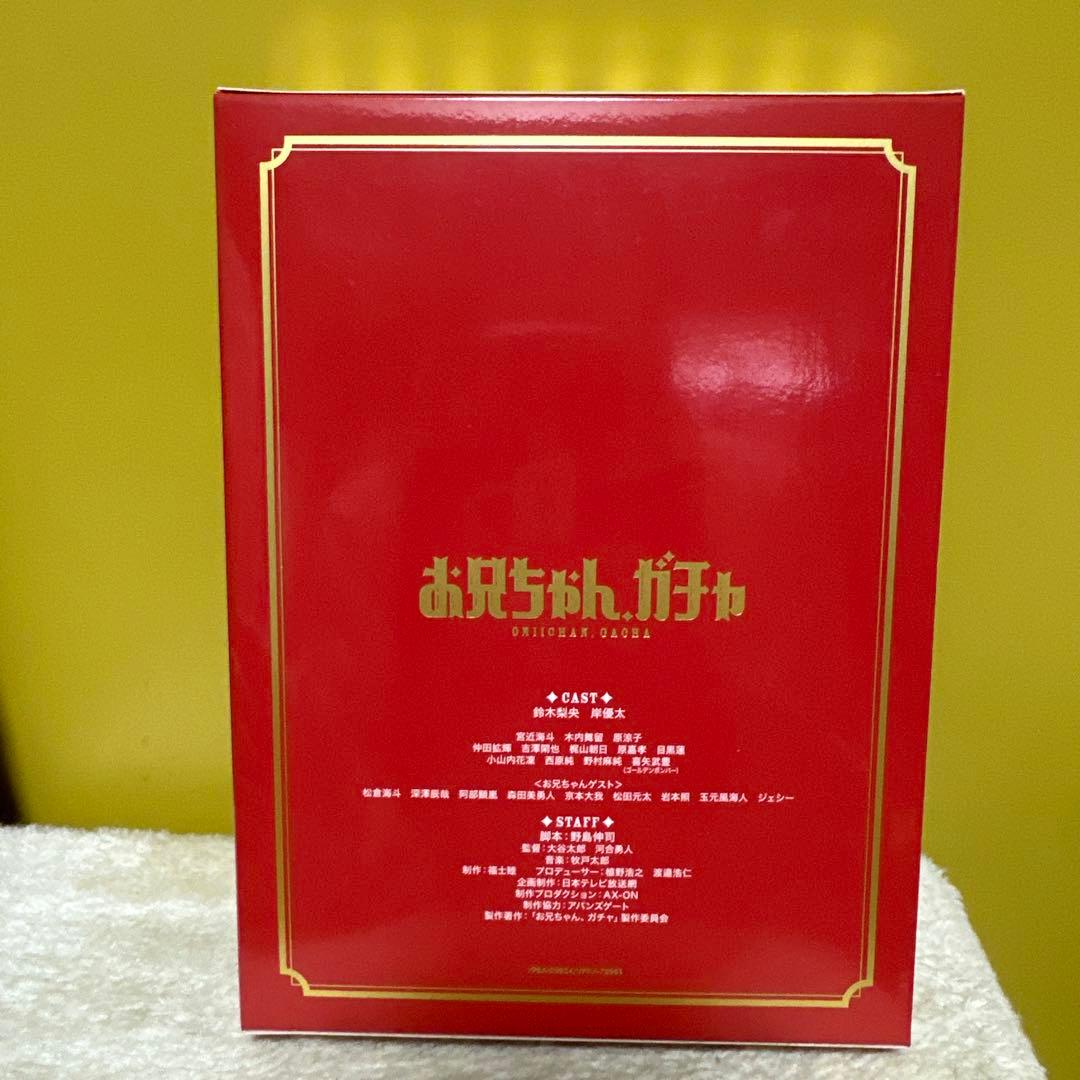 お兄ちゃん、ガチャ
ONIICHAN, GACHA
CAST
鈴木梨央 岸優太
宮近海斗 木内舞留 原涼子
仲田拡輝 吉澤閑也 梶山朝日 原嘉孝 目黒蓮
小山内花凜 西原純 野村麻純 喜矢武豊
(ゴールデンボンバー)
<お兄ちゃんゲスト>
松倉海斗 深澤辰哉 阿部顕嵐 森田美勇人 京本大我 松田元太 岩本照 玉元風海人 ジェシー
STAFF
脚本:野島伸司
監督:大谷太郎 河合勇人
音楽:牧戸太郎
制作:福士睦 プロデューサー:植野浩之 渡邉浩仁
企画制作:日本テレビ放送網
制作プロダクション:AX-ON
制作協力:アバンズゲート
製作著作:「お兄ちゃん、ガチャ」製作委員会